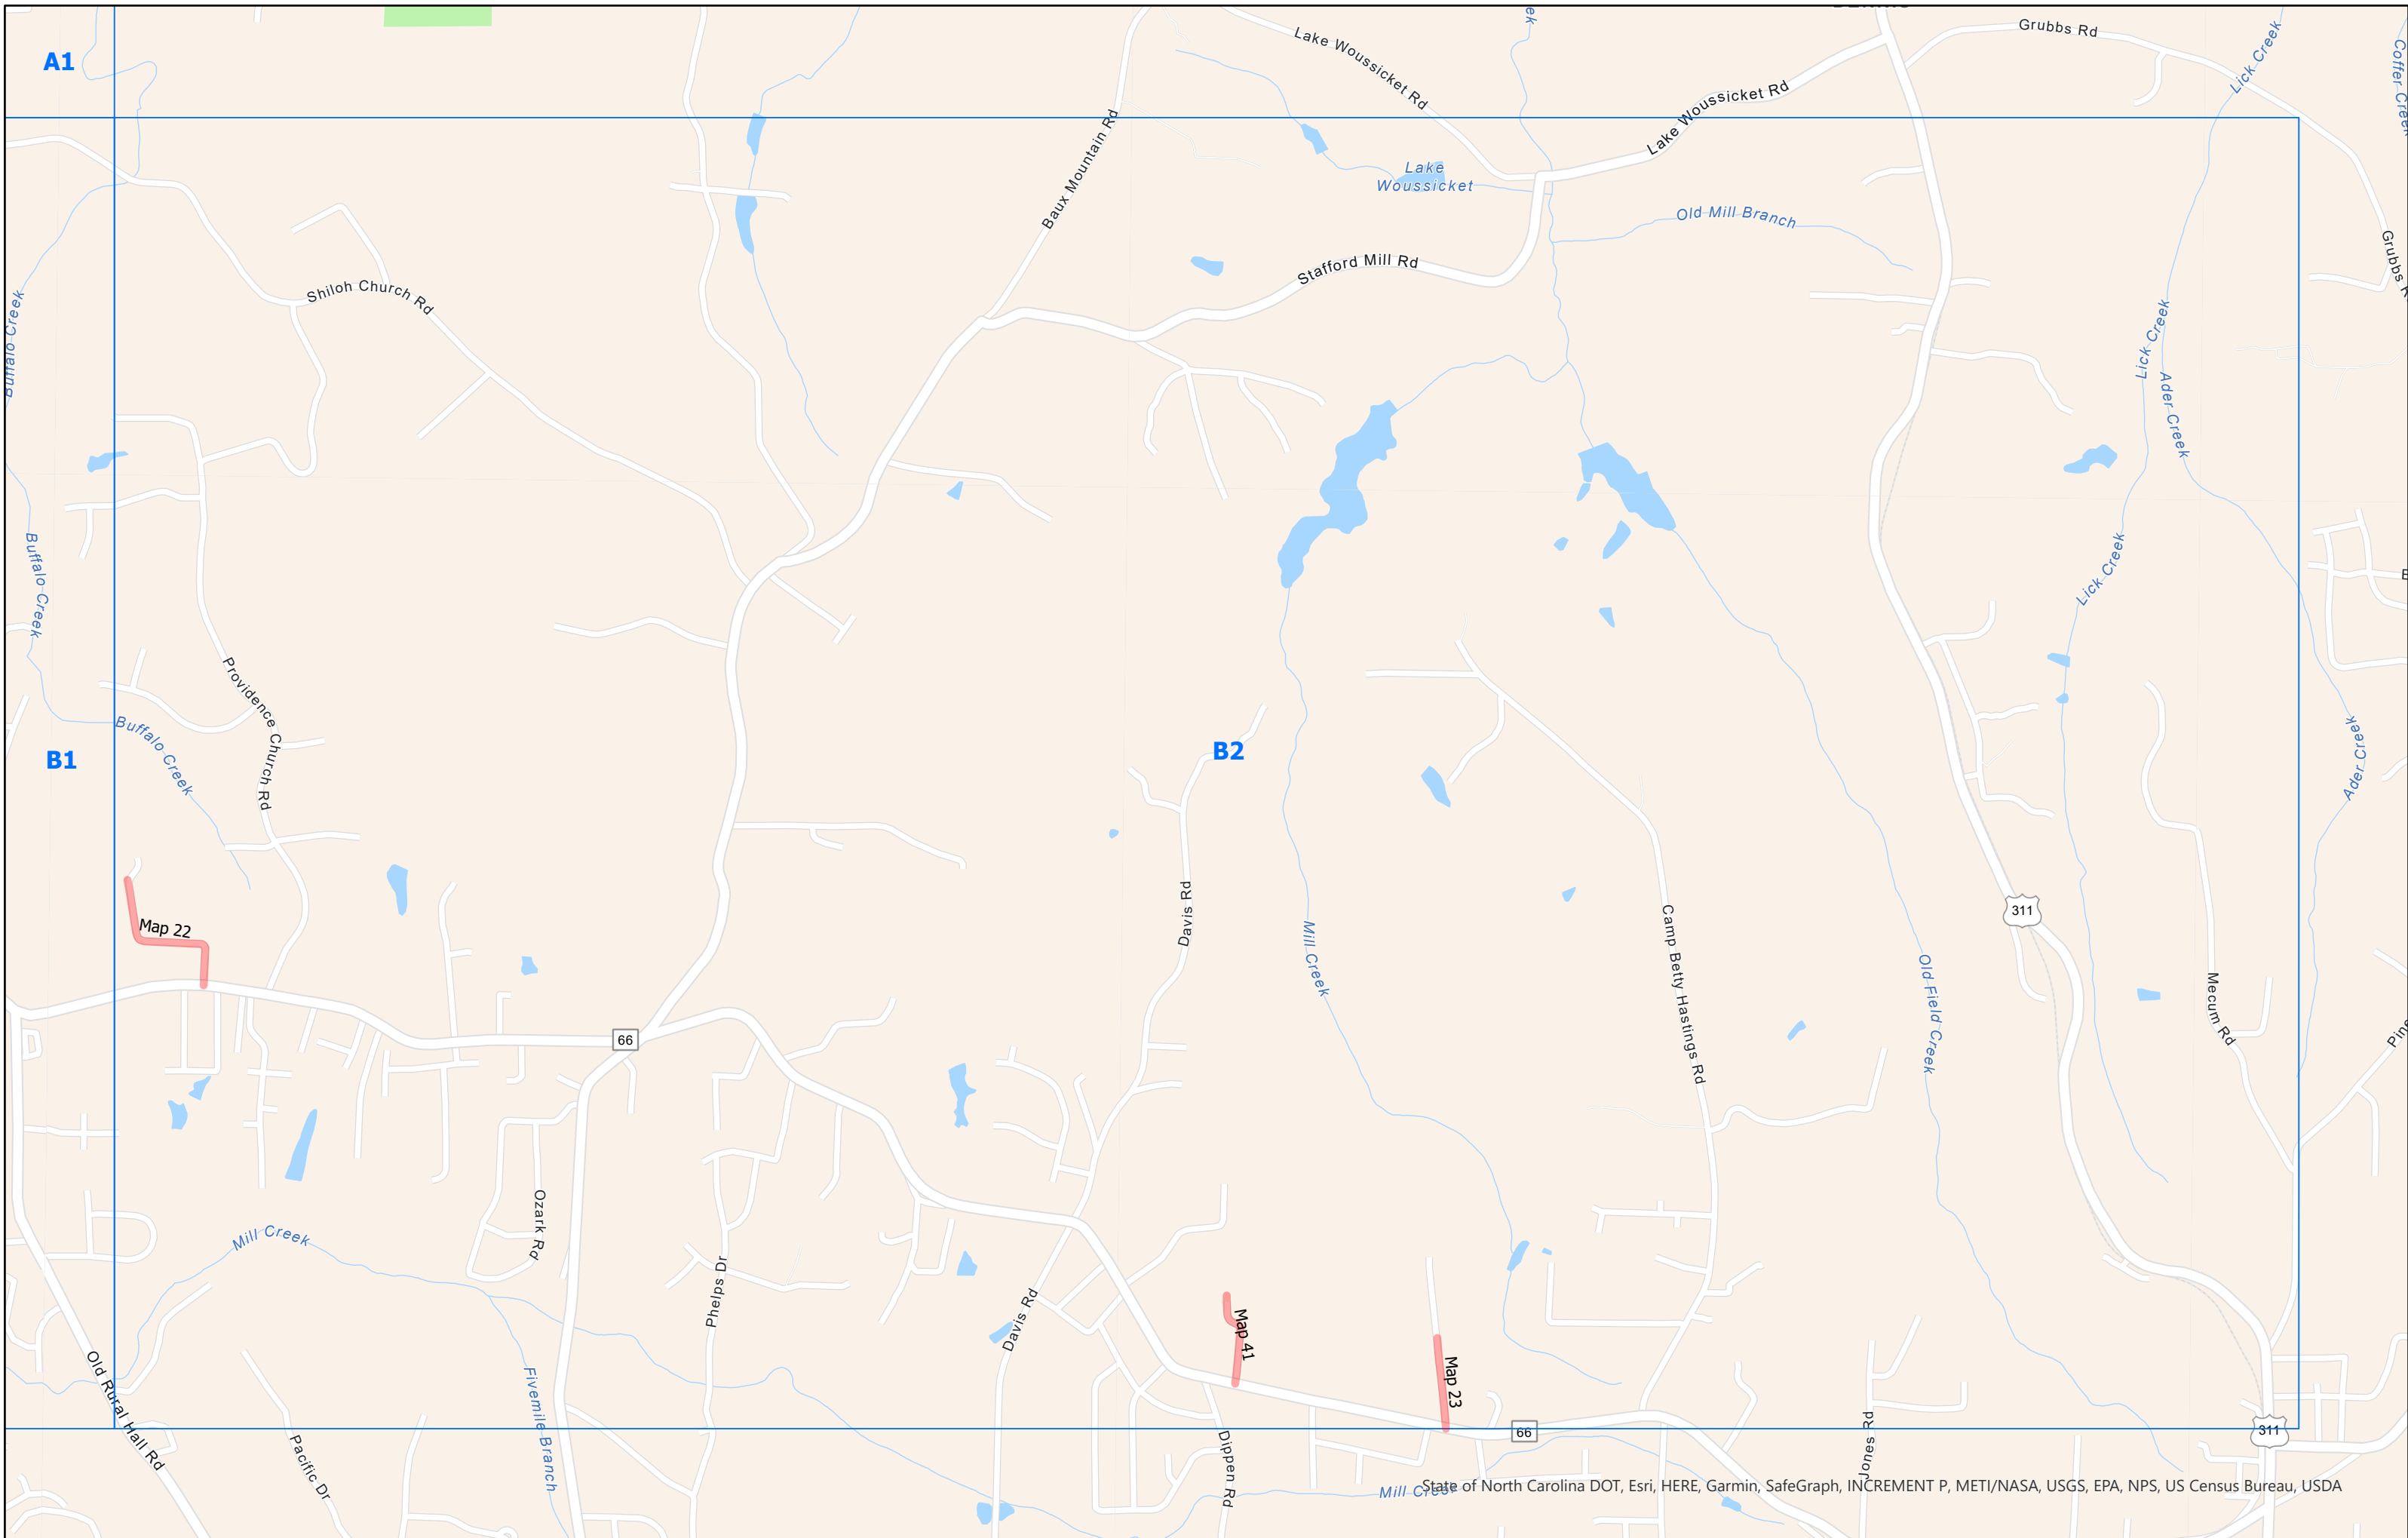 Grubbs Rd
Lake Woussicket Rd
Lick Creek
Coffer Creek
A1
Lake Woussicket Rd
Baux Mountain Rd
Lake
Woussicket
Old Mill Branch
Stafford Mill Rd
Grubbs
Shiloh Church Rd
Buffalo Creek
Lick Creek
Ader Creek
Buffalo Creek
Lick Creek
Providence Church Rd
Buffalo Creek
B1
B2
Ader Creek
Davis Rd
Camp Betty Hastings Rd
311
Map 22
Mill Creek
Old Field Creek
Mecum Rd
66
Ozark Rd
Mill Creek
Phelps Dr
Davis Rd
Map 41
Map 23
Old Rural Hall Rd
Fivemile Branch
Pacific Dr
Dippen Rd
66
Jones Rd
311
Mill Creek
State of North Carolina DOT, Esri, HERE, Garmin, SafeGraph, INCREMENT P, METI/NASA, USGS, EPA, NPS, US Census Bureau, USDA